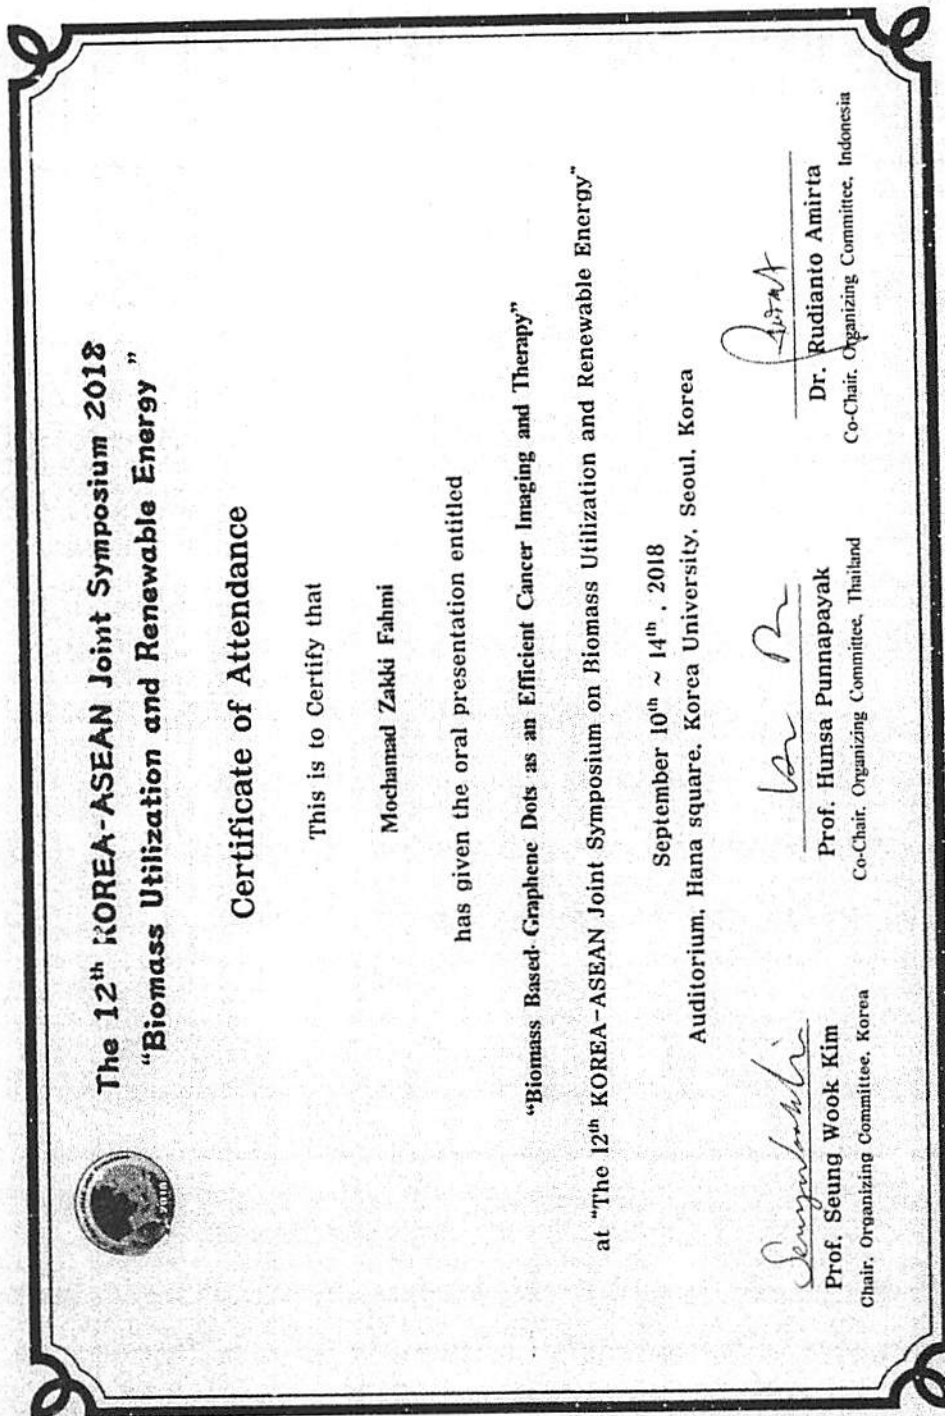 The 12th KOREA-ASEAN Joint Symposium 2018
"Biomass Utilization and Renewable Energy "
Certificate of Attendance
This is to Certify that
Mochamad Zakki Fahmi
has given the oral presentation entitled
"Biomass Based-Graphene Dots as an Efficient Cancer Imaging and Therapy"
at "The 12th KOREA-ASEAN Joint Symposium on Biomass Utilization and Renewable Energy"
September 10th ~ 14th , 2018
Auditorium, Hana square, Korea University, Seoul, Korea
Prof. Seung Wook Kim
Chair, Organizing Committee, Korea
Prof. Hunsa Punnapayak
Co-Chair, Organizing Committee, Thailand
Dr. Rudianto Amirta
Co-Chair, Organizing Committee, Indonesia